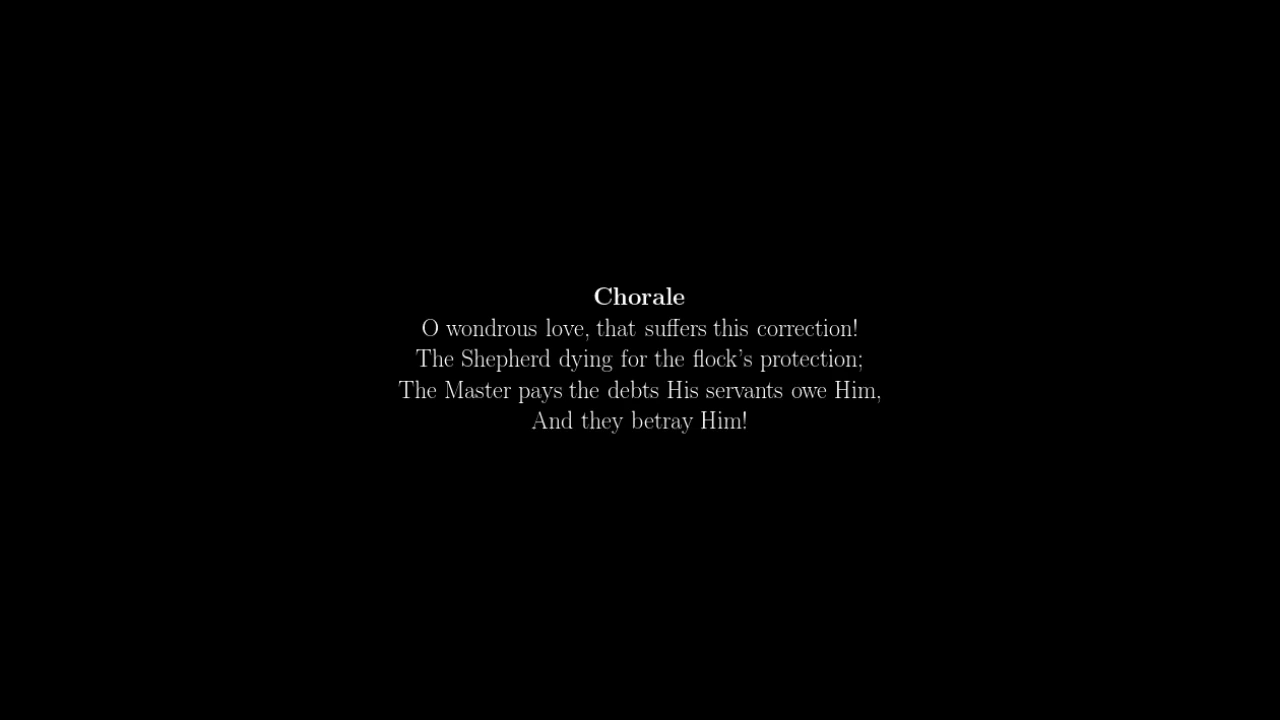 Chorale
O wondrous love, that suffers this correction!
The Shepherd dying for the flock's protection;
The Master pays the debts His servants owe Him,
And they betray Him!